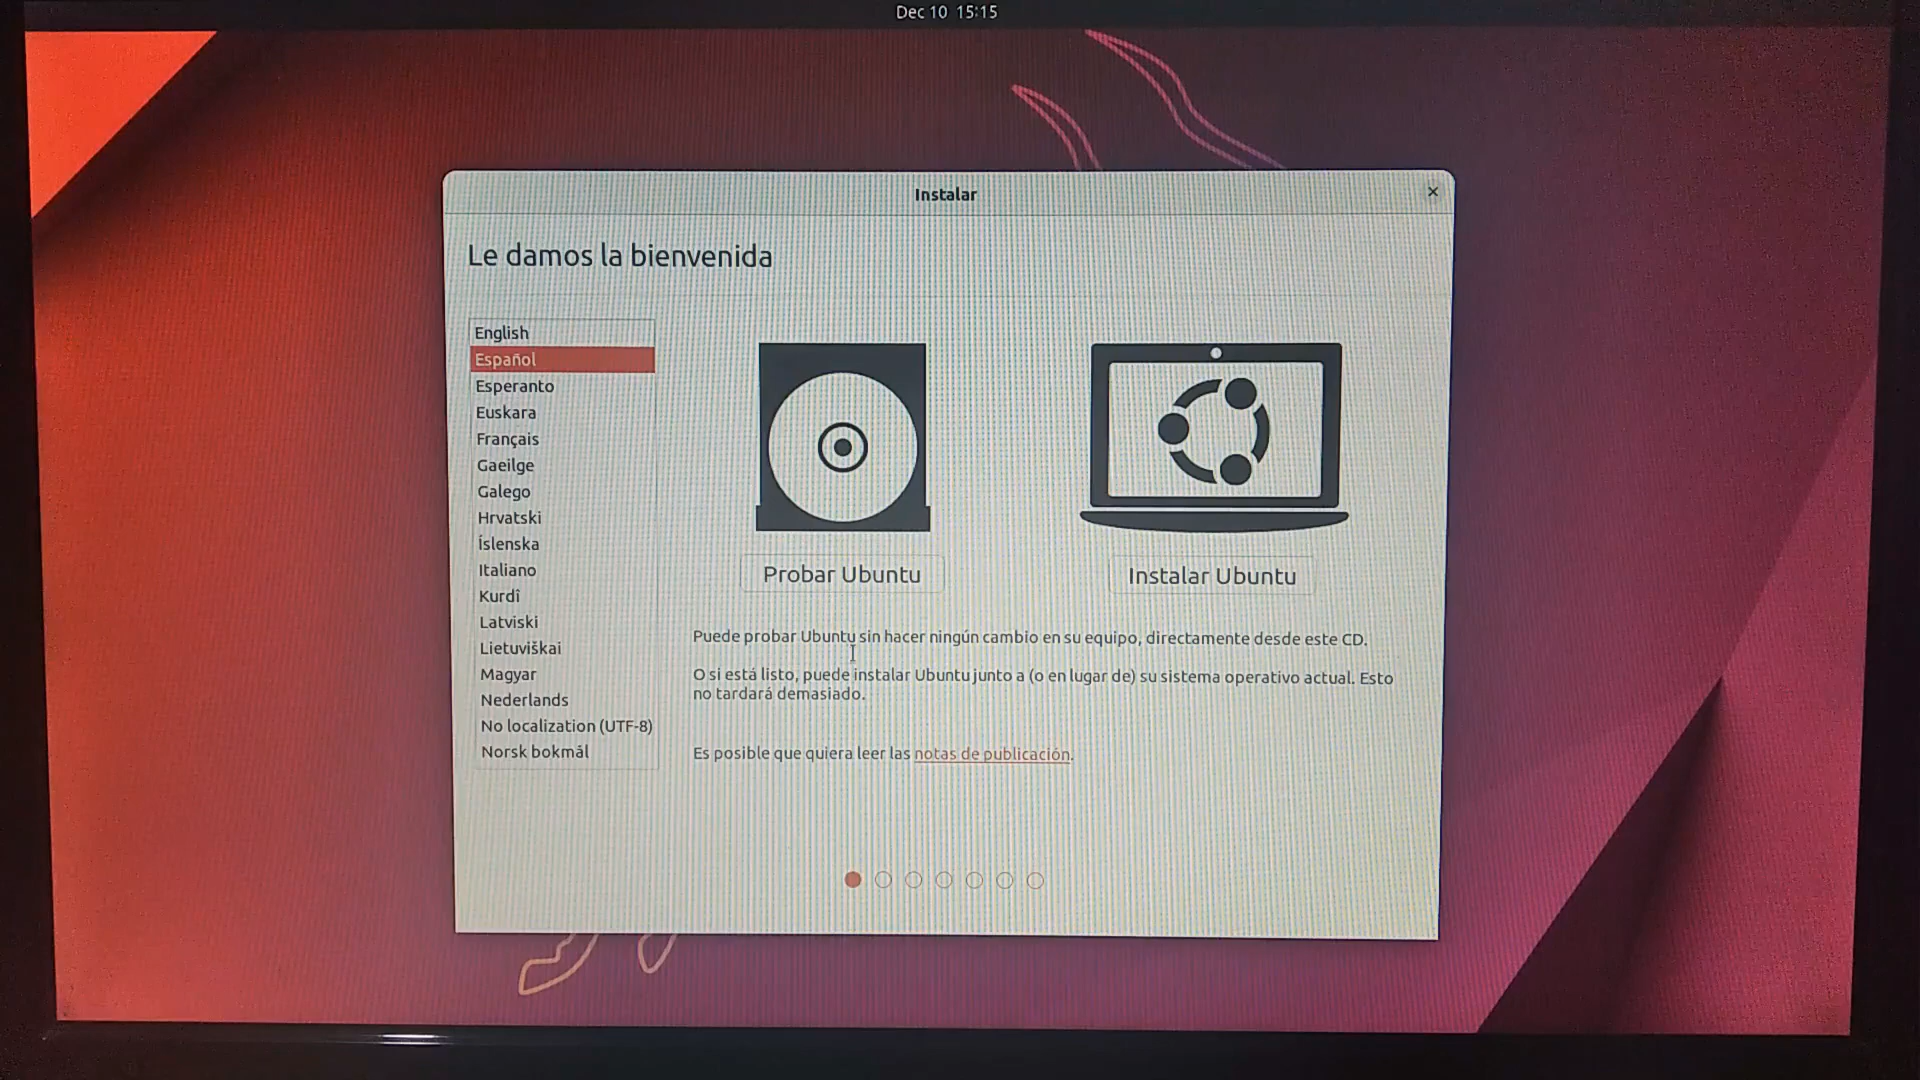 Dec 10 15:15
Instalar
Le damos la bienvenida
English
Español
Esperanto
Euskara
Français
Gaeilge
Galego
Hrvatski
Íslenska
Italiano
Kurdî
Latviski
Lietuviškai
Magyar
Nederlands
No localization (UTF-8)
Norsk bokmål
Probar Ubuntu
Instalar Ubuntu
Puede probar Ubuntu sin hacer ningún cambio en su equipo, directamente desde este CD.
O si está listo, puede instalar Ubuntu junto a (o en lugar de) su sistema operativo actual. Esto
no tardará demasiado.
Es posible que quiera leer las notas de publicación.